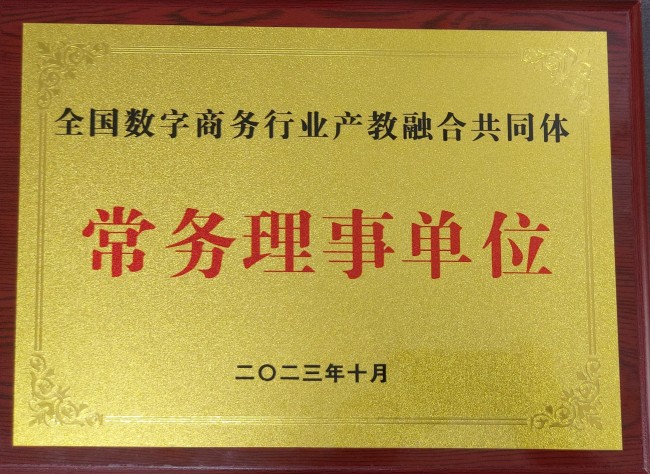 全国数字商务行业产教融合共同体
常务理事单位
二〇二三年十月